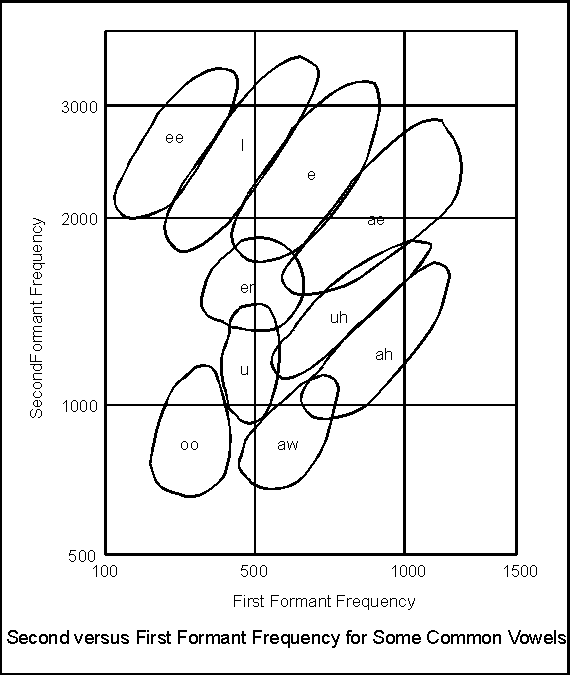 3000
ee
I
e
2000
ae
er
uh
ah
u
1000
oo
aw
500
100
500
1000
1500
SecondFormant Frequency
First Formant Frequency
Second versus First Formant Frequency for Some Common Vowels